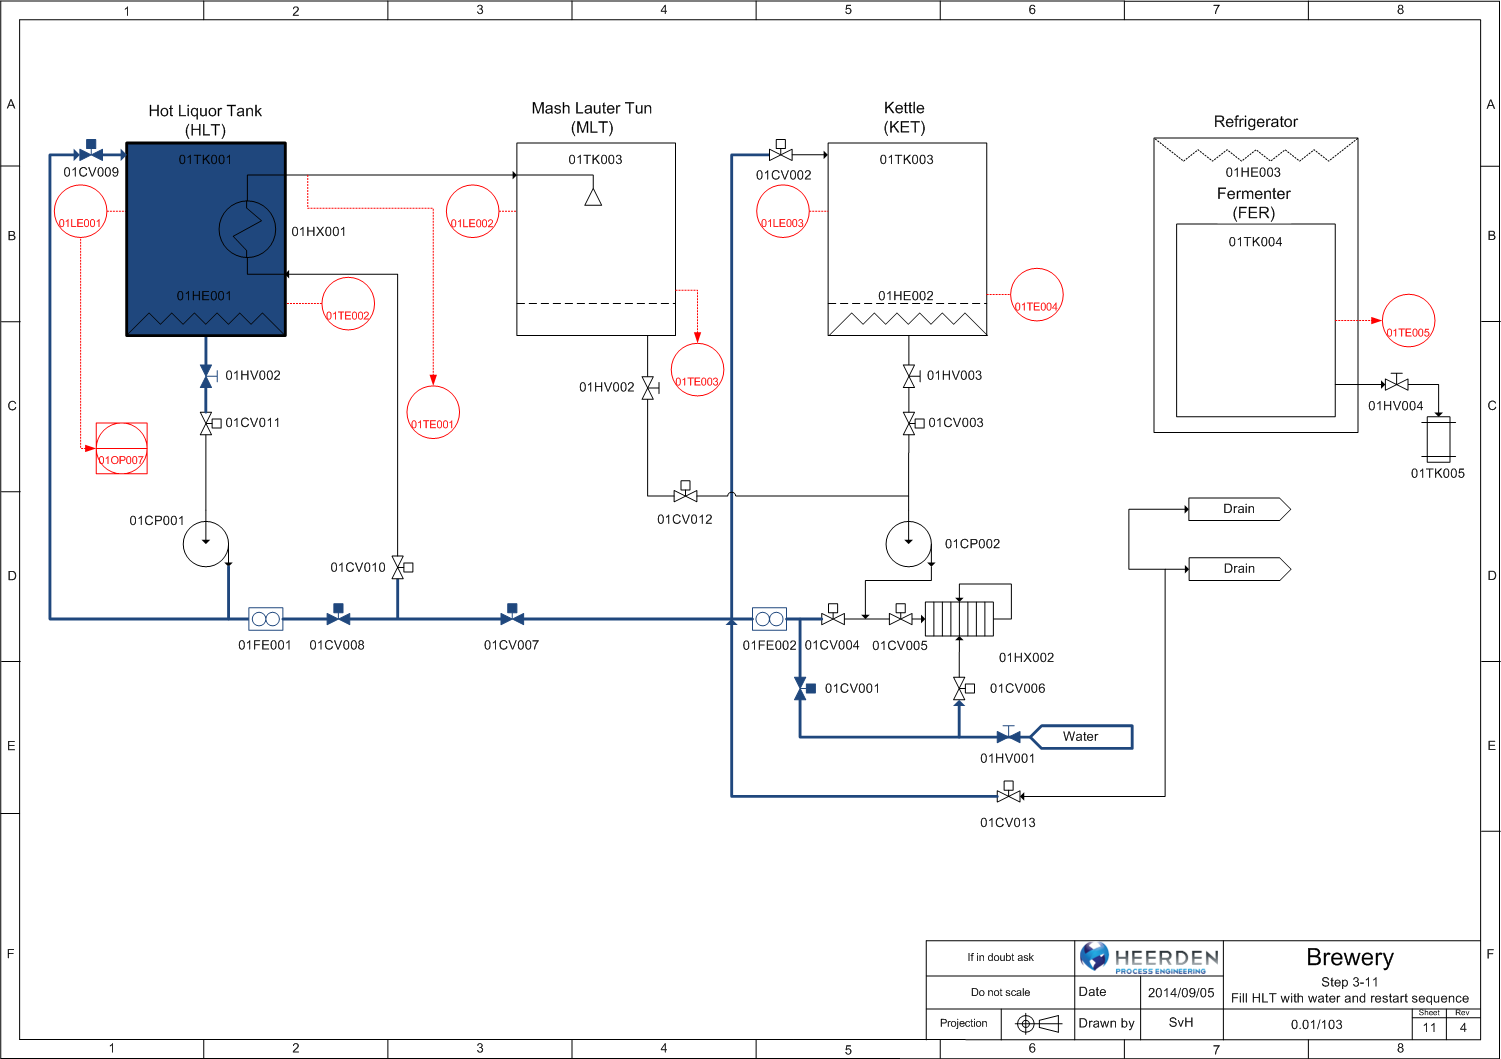 1 2 3 4 5 6 7 8
A A
Hot Liquor Tank
(HLT)
Mash Lauter Tun
(MLT)
Kettle
(KET)
Refrigerator
01TK001
01TK003
01TK003
01CV009
01CV002
01HE003
Fermenter
(FER)
01LE001
01LE002
01LE003
B B
01HX001
01TK004
01HE001
01HE002
01TE002
01TE004
01TE005
01HV002
01HV002
01TE003
01HV003
C C
01HV004
01CV011
01TE001
01CV003
01OP007
01TK005
01CP001
01CV012
Drain
01CP002
01CV010
Drain
D D
01FE001
01CV008
01CV007
01FE002
01CV004
01CV005
01HX002
01CV001
01CV006
Water
E E
01HV001
01CV013
F F
If in doubt ask
HEERDEN
PROCESS ENGINEERING
Brewery
Step 3-11
Fill HLT with water and restart sequence
Do not scale
Date
2014/09/05
Projection
Drawn by
SvH
0.01/103
Sheet Rev
11 4
1 2 3 4 5 6 7 8